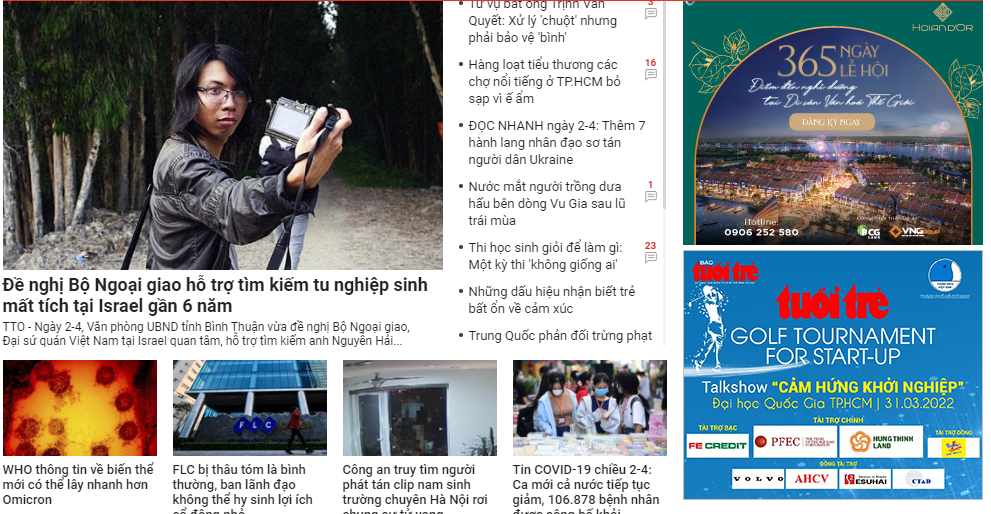 Đề nghị Bộ Ngoại giao hỗ trợ tìm kiếm tu nghiệp sinh
mất tích tại Israel gần 6 năm
TTO - Ngày 2-4, Văn phòng UBND tỉnh Bình Thuận vừa đề nghị Bộ Ngoại giao,
Đại sứ quán Việt Nam tại Israel quan tâm, hỗ trợ tìm kiếm anh Nguyễn Hải...
Từ vụ bắt ông Trịnh Văn
3
Quyết: Xử lý 'chuột' nhưng
phải bảo vệ 'bình'
Hàng loạt tiểu thương các
16
chợ nổi tiếng ở TP.HCM bỏ
sạp vì ế ẩm
ĐỌC NHANH ngày 2-4: Thêm 7
hành lang nhân đạo sơ tán
người dân Ukraine
Nước mắt người trồng dưa
1
hấu bên dòng Vu Gia sau lũ
trái mùa
Thi học sinh giỏi để làm gì:
23
Một kỳ thi 'không giống ai'
Những dấu hiệu nhận biết trẻ
bất ổn về cảm xúc
Trung Quốc phản đối trừng phạt
FLC
WHO thông tin về biến thể
mới có thể lây nhanh hơn
Omicron
FLC bị thâu tóm là bình
thường, ban lãnh đạo
không thể hy sinh lợi ích
cổ đông nhỏ
Công an truy tìm người
phát tán clip nam sinh
trường chuyên Hà Nội rơi
chung cư tử vong
Tin COVID-19 chiều 2-4:
Ca mới cả nước tiếp tục
giảm, 106.878 bệnh nhân
được công bố khỏi
HOIAN D'OR
365 NGÀY
LỄ HỘI
Điểm đến nghỉ dưỡng
tại Di sản Văn hoá Thế Giới
ĐĂNG KÝ NGAY
Hotline:
0906 252 580
BCG
LAND
VNGROUP
BÁO
tuổi trẻ
tuổi trẻ
GOLF TOURNAMENT
FOR START-UP
Talkshow “CẢM HỨNG KHỞI NGHIỆP”
Đại học Quốc Gia TP.HCM | 31.03.2022
TÀI TRỢ BẠC
TÀI TRỢ CHÍNH
TÀI TRỢ ĐỒNG
FE CREDIT
PFEC
HUNG THINH
LAND
ĐỒNG TÀI TRỢ
VOLVO
AHCV
ESUHAI
CT&D